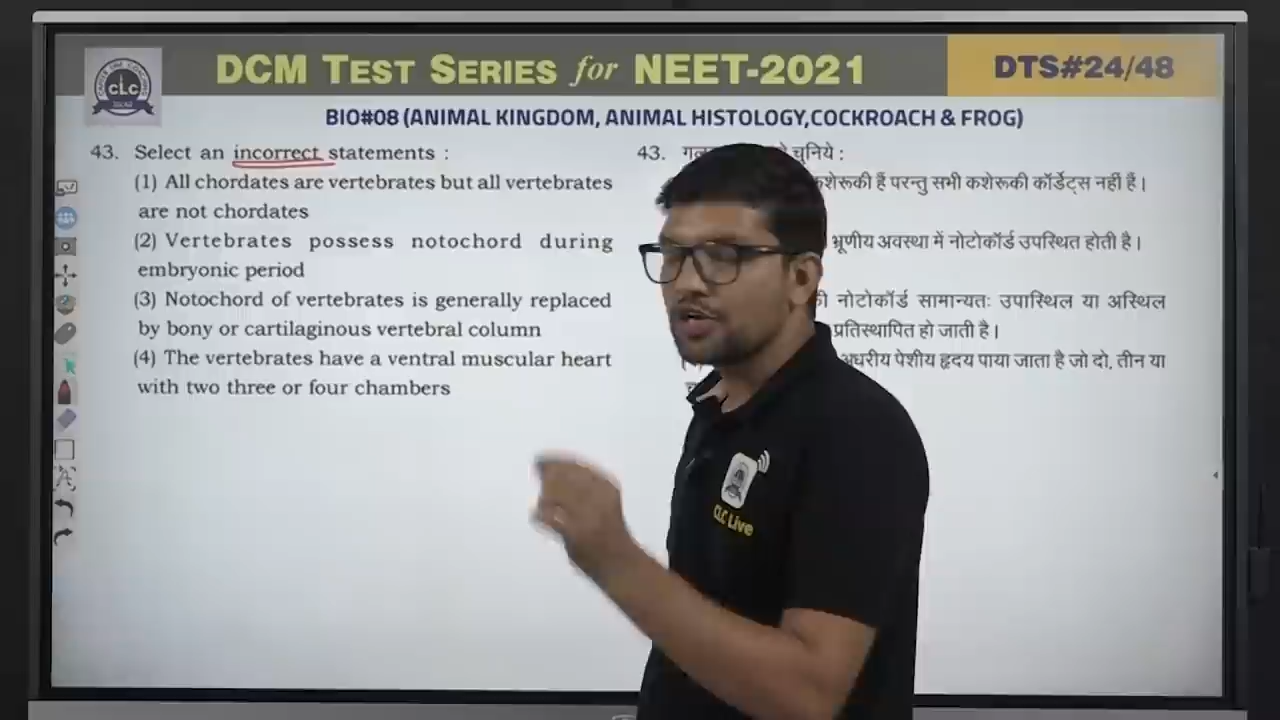 DCM TEST SERIES for NEET-2021
DTS#24/48
CLC
BIO#08 (ANIMAL KINGDOM, ANIMAL HISTOLOGY,COCKROACH & FROG)
43. Select an incorrect statements :
(1) All chordates are vertebrates but all vertebrates
are not chordates
(2) Vertebrates possess notochord during
embryonic period
(3) Notochord of vertebrates is generally replaced
by bony or cartilaginous vertebral column
(4) The vertebrates have a ventral muscular heart
with two three or four chambers
43. चुनिये :
कशेरूकी हैं परन्तु सभी कशेरूकी कॉर्डेट्स नहीं हैं।
भ्रूणीय अवस्था में नोटोकॉर्ड उपस्थित होती है।
की नोटोकॉर्ड सामान्यतः उपास्थिल या अस्थिल
प्रतिस्थापित हो जाती है।
अधरीय पेशीय हृदय पाया जाता है जो दो, तीन या
CLC Live